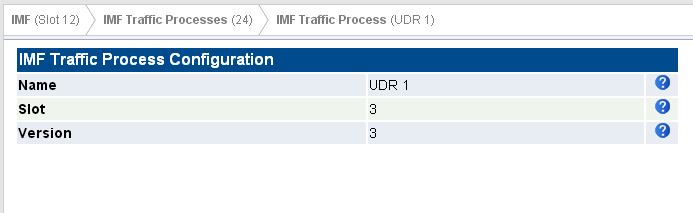 IMF (Slot 12) IMF Traffic Processes (24) IMF Traffic Process (UDR 1)
IMF Traffic Process Configuration
Name UDR 1 ?
Slot 3 ?
Version 3 ?